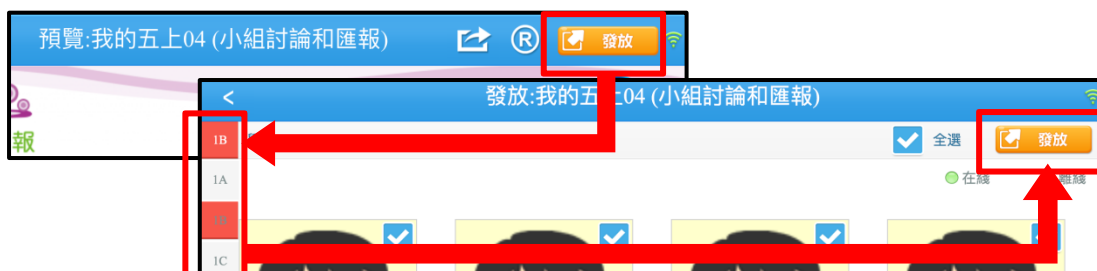 預覽:我的五上04 (小組討論和匯報)
® 發放
報
< 發放:我的五上04 (小組討論和匯報)
1B
全選 發放
1A
在綫 離綫
1B
1C